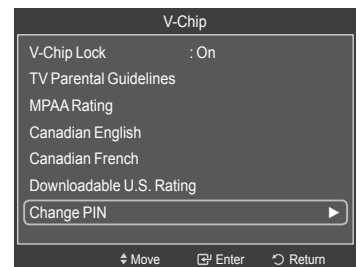 V-Chip
V-Chip Lock : On
TV Parental Guidelines
MPAA Rating
Canadian English
Canadian French
Downloadable U.S. Rating
Change PIN ►
Move Enter Return